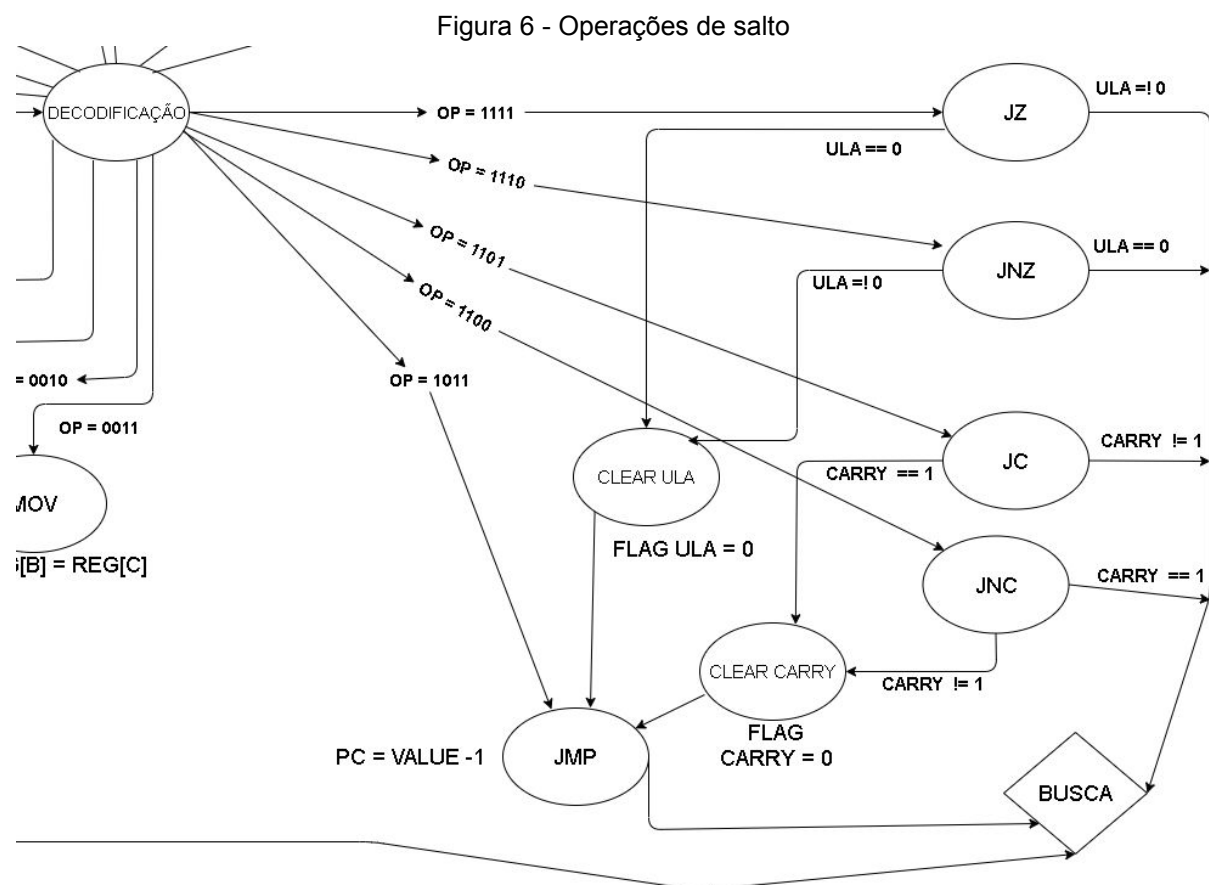 Figura 6 - Operações de salto
DECODIFICAÇÃO
OP = 1111
JZ
ULA =! 0
ULA == 0
OP = 1110
JNZ
ULA == 0
ULA =! 0
OP = 1101
OP = 1100
OP = 1011
= 0010
OP = 0011
MOV
[B] = REG[C]
CLEAR ULA
FLAG ULA = 0
JC
CARRY != 1
CARRY == 1
JNC
CARRY == 1
CARRY != 1
CLEAR CARRY
FLAG
CARRY = 0
PC = VALUE -1
JMP
BUSCA